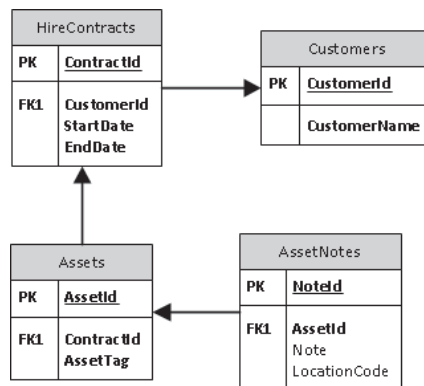 HireContracts
PK ContractId
FK1 CustomerId
StartDate
EndDate
Customers
PK CustomerId
CustomerName
Assets
PK AssetId
FK1 ContractId
AssetTag
AssetNotes
PK NoteId
FK1 AssetId
Note
LocationCode